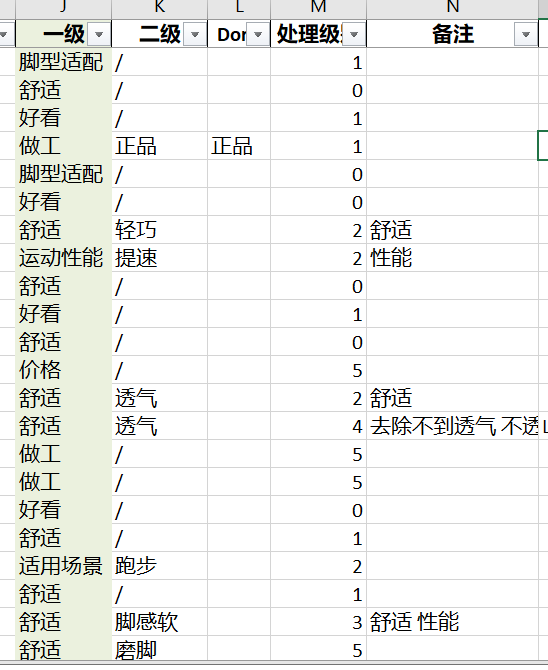 J K L M N
一级 二级 Dor 处理级 备注
脚型适配 / 1
舒适 / 0
好看 / 1
做工 正品 正品 1
脚型适配 / 0
好看 / 0
舒适 轻巧 2 舒适
运动性能 提速 2 性能
舒适 / 0
好看 / 1
舒适 / 0
价格 / 5
舒适 透气 2 舒适
舒适 透气 4 去除不到透气 不透
做工 / 5
做工 / 5
好看 / 0
舒适 / 1
适用场景 跑步 2
舒适 / 1
舒适 脚感软 3 舒适 性能
舒适 磨脚 5